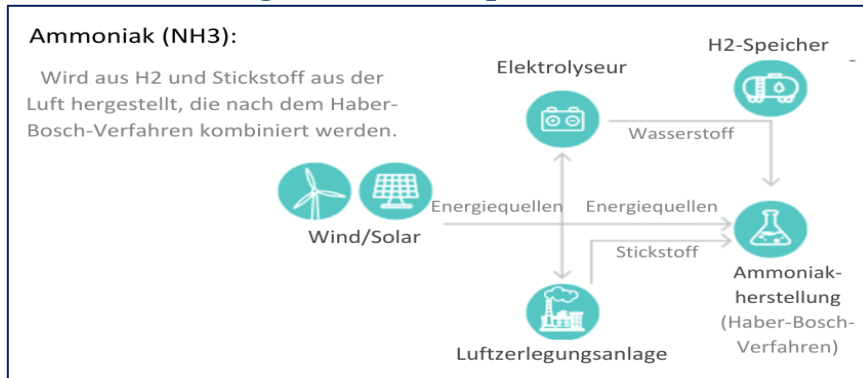 Ammoniak (NH3):
Wird aus H2 und Stickstoff aus der
Luft hergestellt, die nach dem Haber-
Bosch-Verfahren kombiniert werden.
H2-Speicher
Elektrolyseur
Wasserstoff
Energiequellen
Energiequellen
Wind/Solar
Stickstoff
Ammoniak-
herstellung
(Haber-Bosch-
Verfahren)
Luftzerlegungsanlage